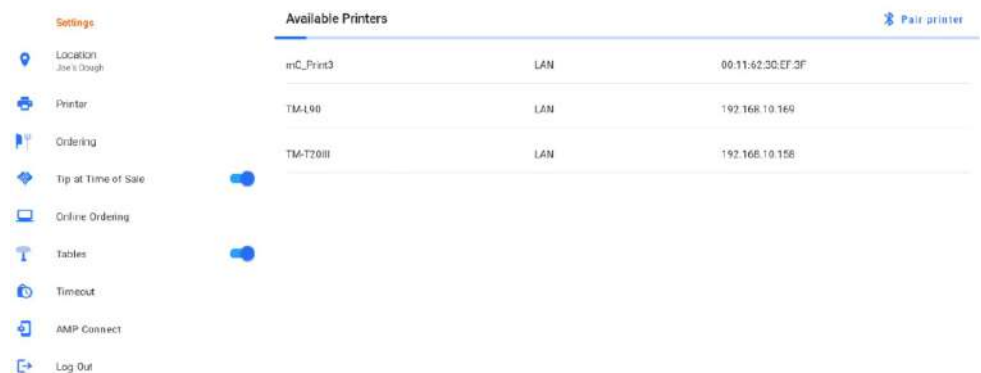 Settings
Location
Joe's Dough
Printer
Ordering
Tip at Time of Sale
Online Ordering
Tables
Timeout
AMP Connect
Log Out
Available Printers
Pair printer
mC_Print3 LAN 00:11:62:30:EF:3F
TM-L90 LAN 192.168.10.169
TM-T20III LAN 192.168.10.158